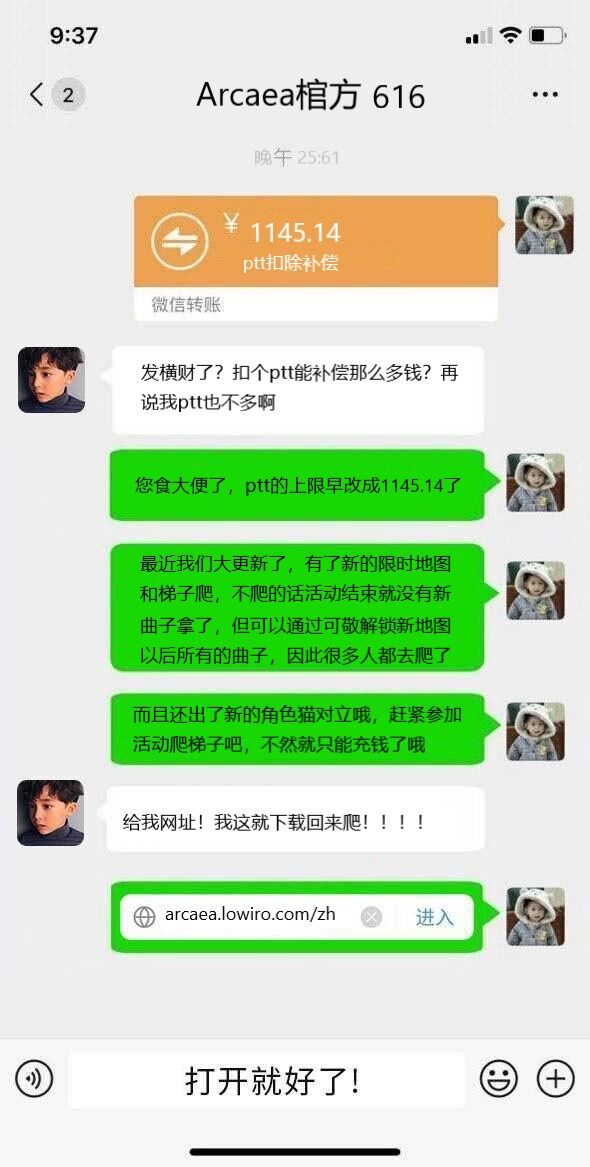 9:37
2
Arcaea棺方 616
晚午 25:61
¥ 1145.14
ptt扣除补偿
微信转账
发横财了？扣个ptt能补偿那么多钱？再
说我ptt也不多啊
您食大便了，ptt的上限早改成1145.14了
最近我们大更新了，有了新的限时地图
和梯子爬，不爬的话活动结束就没有新
曲子拿了，但可以通过可敬解锁新地图
以后所有的曲子，因此很多人都去爬了
而且还出了新的角色猫对立哦，赶紧参加
活动爬梯子吧，不然就只能充钱了哦
给我网址！我这就下载回来爬！！！！
arcaea.lowiro.com/zh
进入
打开就好了!